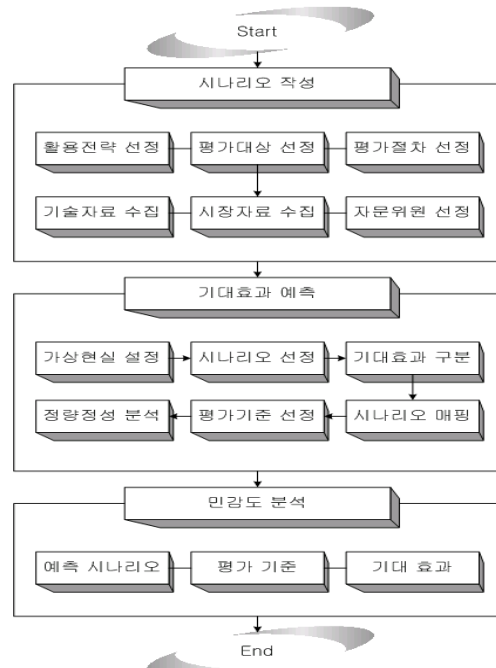 Start
시나리오 작성
활용전략 선정
평가대상 선정
평가절차 선정
기술자료 수집
시장자료 수집
자문위원 선정
기대효과 예측
가상현실 설정
시나리오 선정
기대효과 구분
정량정성 분석
평가기준 선정
시나리오 매핑
민감도 분석
예측 시나리오
평가 기준
기대 효과
End